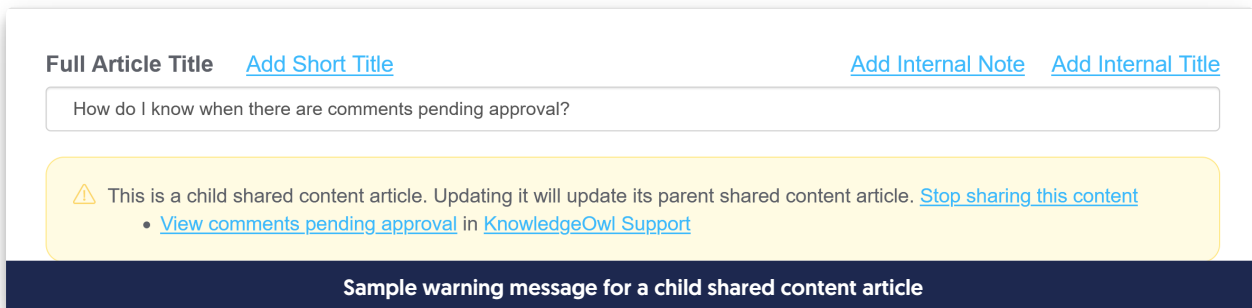 Full Article Title Add Short Title Add Internal Note Add Internal Title
How do I know when there are comments pending approval?
This is a child shared content article. Updating it will update its parent shared content article. Stop sharing this content
• View comments pending approval in KnowledgeOwl Support
Sample warning message for a child shared content article